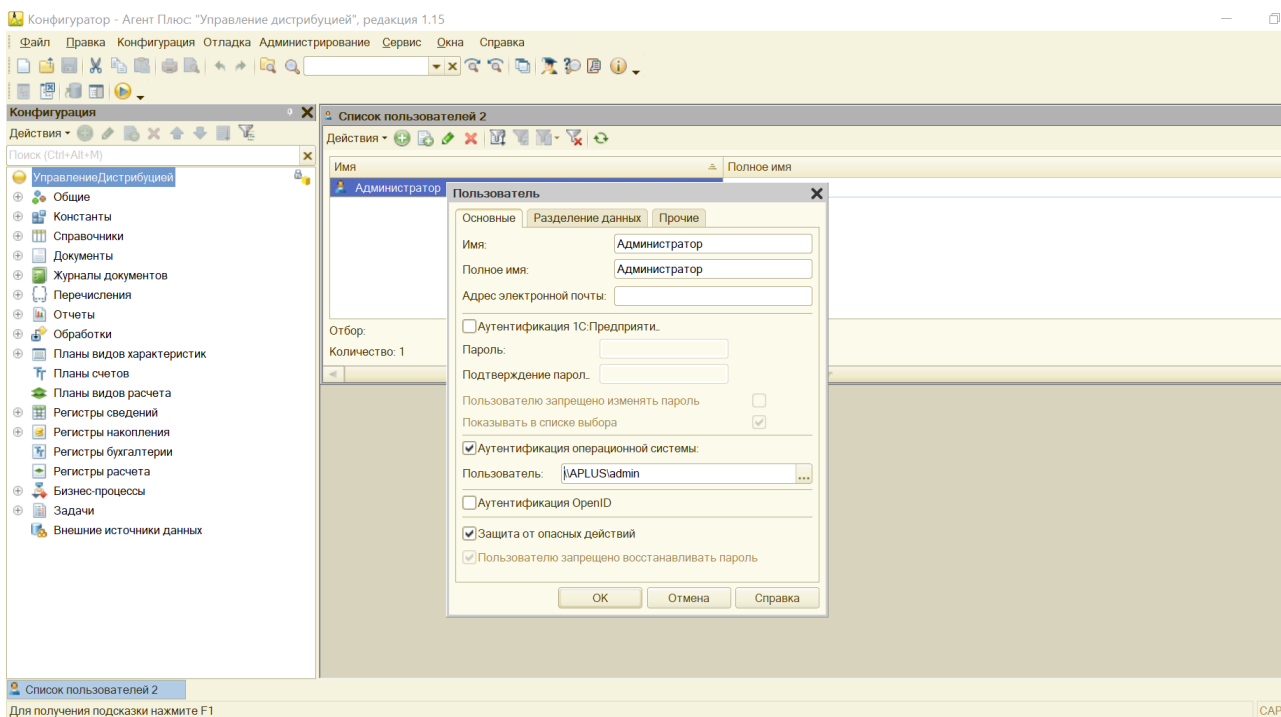 Конфигуратор - Агент Плюс: "Управление дистрибуцией", редакция 1.15
Файл Правка Конфигурация Отладка Администрирование Сервис Окна Справка
Конфигурация
Действия
Поиск (Ctrl+Alt+M)
УправлениеДистрибуцией
Общие
Константы
Справочники
Документы
Журналы документов
Перечисления
Отчеты
Обработки
Планы видов характеристик
Планы счетов
Планы видов расчета
Регистры сведений
Регистры накопления
Регистры бухгалтерии
Регистры расчета
Бизнес-процессы
Задачи
Внешние источники данных
Список пользователей 2
Действия
Имя Полное имя
Администратор
Отбор:
Количество: 1
Пользователь
Основные Разделение данных Прочие
Имя: Администратор
Полное имя: Администратор
Адрес электронной почты:
Аутентификация 1С:Предприяти..
Пароль:
Подтверждение парол..
Пользователю запрещено изменять пароль
Показывать в списке выбора
Аутентификация операционной системы:
Пользователь: \\APLUS\admin
...
Аутентификация OpenID
Защита от опасных действий
Пользователю запрещено восстанавливать пароль
OK Отмена Справка
Список пользователей 2
Для получения подсказки нажмите F1
CAP